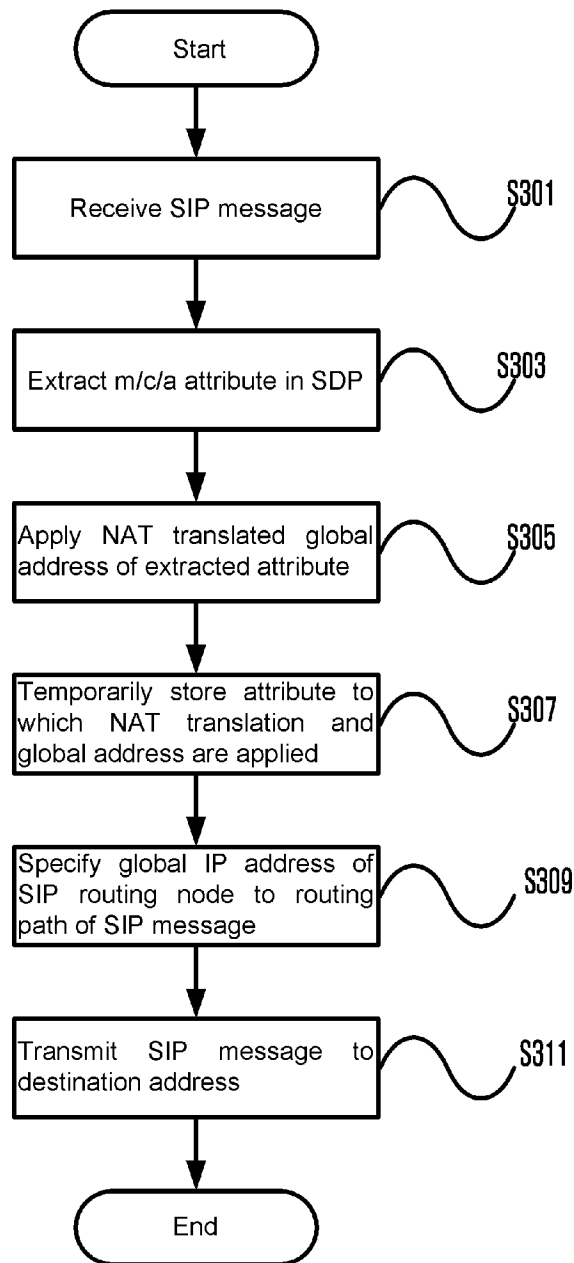 Start
Receive SIP message
S301
Extract m/c/a attribute in SDP
S303
Apply NAT translated global
address of extracted attribute
S305
Temporarily store attribute to
which NAT translation and
global address are applied
S307
Specify global IP address of
SIP routing node to routing
path of SIP message
S309
Transmit SIP message to
destination address
S311
End